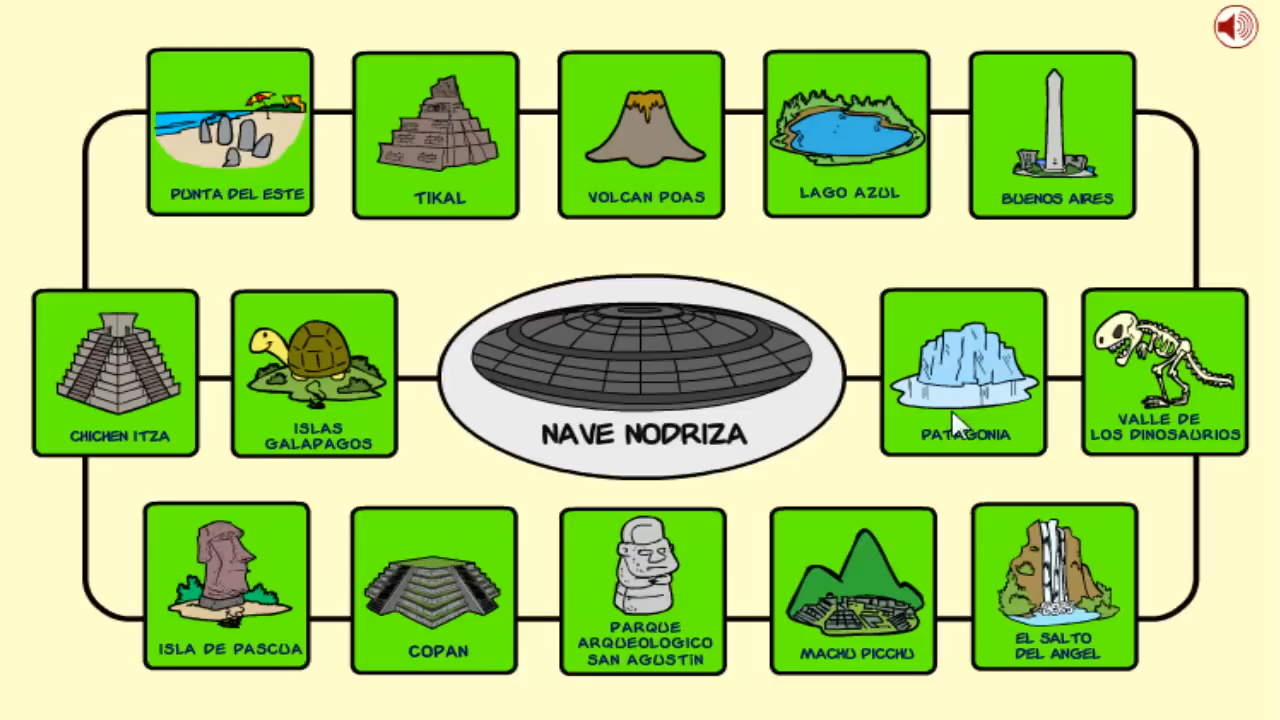 PUNTA DEL ESTE
TIKAL
VOLCAN POAS
LAGO AZUL
BUENOS AIRES
CHICHEN ITZA
ISLAS
GALAPAGOS
NAVE NODRIZA
PATAGONIA
VALLE DE
LOS DINOSAURIOS
ISLA DE PASCUA
COPAN
PARQUE
ARQUEOLOGICO
SAN AGUSTIN
MACHU PICCHU
EL SALTO
DEL ANGEL